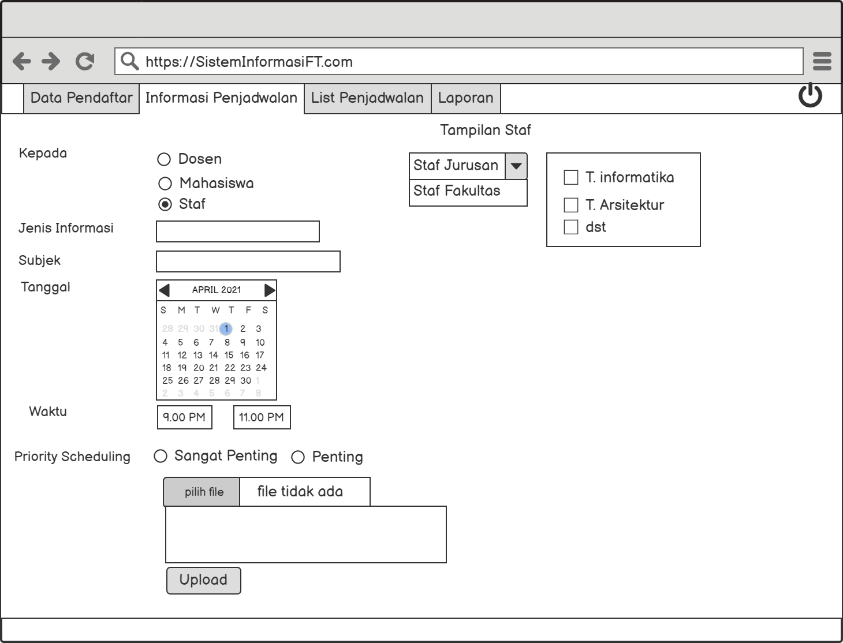 https://SistemInformasiFT.com
Data Pendaftar Informasi Penjadwalan List Penjadwalan Laporan
Tampilan Staf
Kepada
Dosen
Mahasiswa
Staf
Staf Jurusan
Staf Fakultas
T. informatika
T. Arsitektur
dst
Jenis Informasi
Subjek
Tanggal
APRIL 2021
S M T W T F S
28 29 30 31 1 2 3
4 5 6 7 8 9 10
11 12 13 14 15 16 17
18 19 20 21 22 23 24
25 26 27 28 29 30 1
2 3 4 5 6 7 8
Waktu
9.00 PM 11.00 PM
Priority Scheduling Sangat Penting Penting
pilih file file tidak ada
Upload